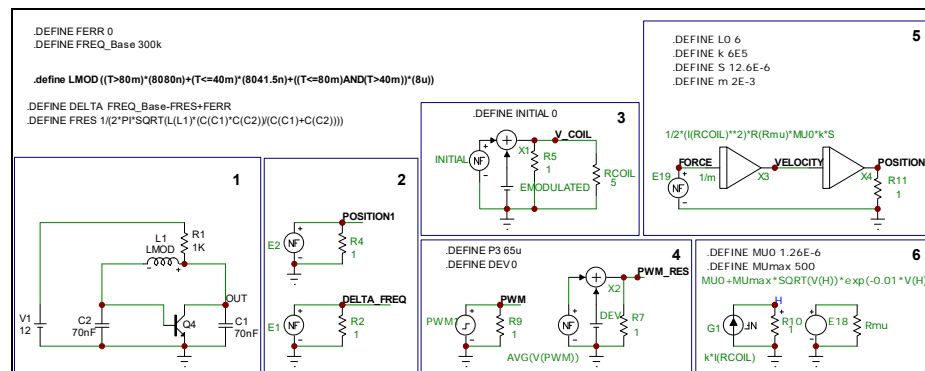 .DEFINE FERR 0
.DEFINE FREQ_Base 300k
.define LMOD ((T>80m)*(8080n)+(T<=40m)*(8041.5n)+((T<=80m)AND(T>40m))*(8u))
.DEFINE DELTA FREQ_Base-FRES+FERR
.DEFINE FRES 1/(2*PI*SQRT(L(L1)*(C(C1)*C(C2))/(C(C1)+C(C2))))
1
L1
LMOD
R1
1K
OUT
V1
12
C2
70nF
Q4
C1
70nF
2
POSITION1
E2
NF
R4
1
DELTA_FREQ
E1
NF
R2
1
3
.DEFINE INITIAL 0
V_COIL
INITIAL
NF
X1
R5
1
EMODULATED
RCOIL
5
4
.DEFINE P3 65u
.DEFINE DEV 0
PWM_RES
X2
PWM
PWM1
R9
1
NF
DEV
R7
1
AVG(V(PWM))
5
.DEFINE L0 6
.DEFINE k 6E5
.DEFINE S 12.6E-6
.DEFINE m 2E-3
1/2*(I(RCOIL)**2)*R(Rmu)*MU0*k*S
FORCE
VELOCITY
POSITION
E19
NF
1/m
X3
X4
R11
1
6
.DEFINE MU0 1.26E-6
.DEFINE MUmax 500
MU0+MUmax*SQRT(V(H))*exp(-0.01*V(H)
H
G1
NF
R10
1
E18
Rmu
k*I(RCOIL)